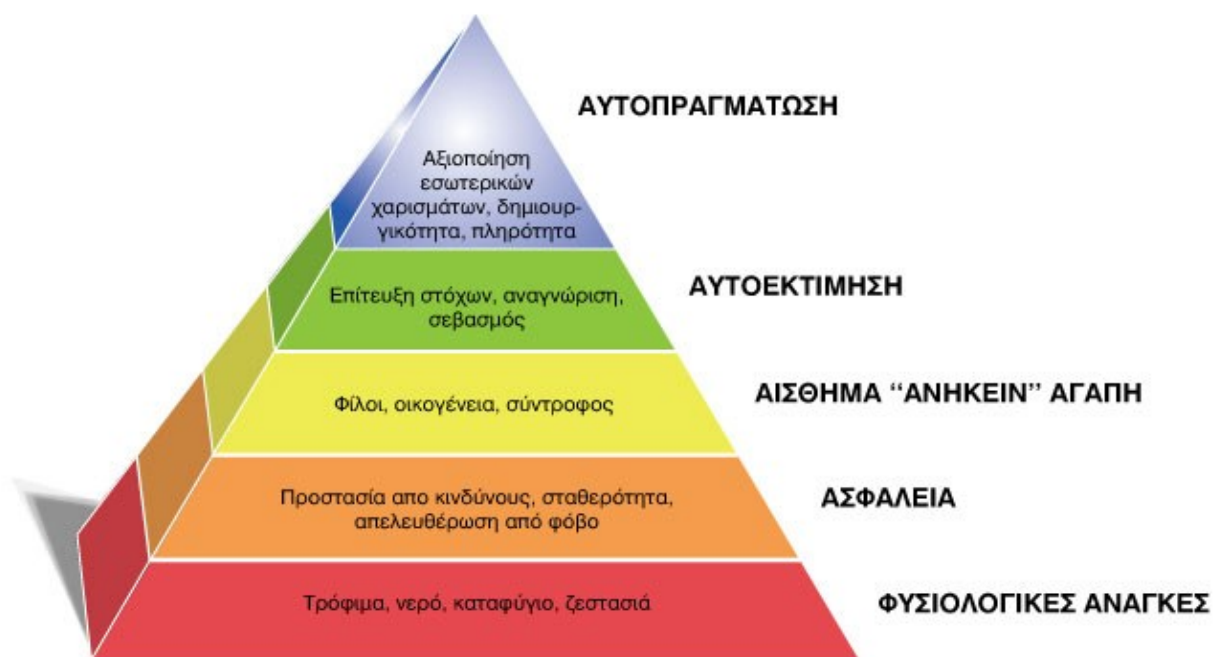 ΑΥΤΟΠΡΑΓΜΑΤΩΣΗ
Αξιοποίηση
εσωτερικών
χαρισμάτων, δημιουρ-
γικότητα, πληρότητα
ΑΥΤΟΕΚΤΙΜΗΣΗ
Επίτευξη στόχων, αναγνώριση,
σεβασμός
ΑΙΣΘΗΜΑ “ΑΝΗΚΕΙΝ” ΑΓΑΠΗ
Φίλοι, οικογένεια, σύντροφος
ΑΣΦΑΛΕΙΑ
Προστασία απο κινδύνους, σταθερότητα,
απελευθέρωση από φόβο
ΦΥΣΙΟΛΟΓΙΚΕΣ ΑΝΑΓΚΕΣ
Τρόφιμα, νερό, καταφύγιο, ζεστασιά